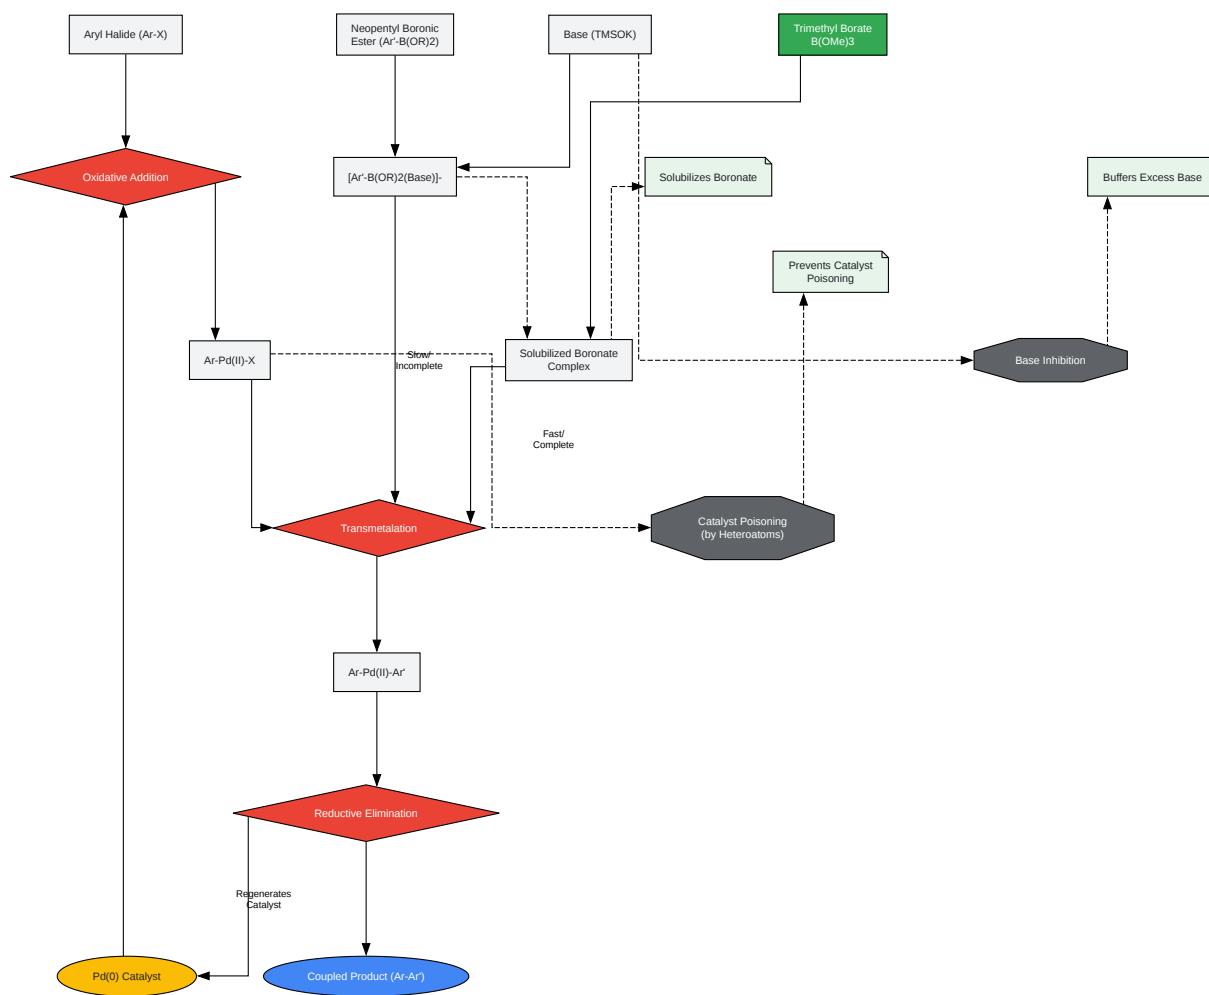 Aryl Halide (Ar-X)
Neopentyl Boronic
Ester (Ar'-B(OR)2)
Base (TMSOK)
Trimethyl Borate
B(OMe)3
Oxidative Addition
[Ar'-B(OR)2(Base)]-
Solubilizes Boronate
Buffers Excess Base
Prevents Catalyst
Poisoning
Ar-Pd(II)-X
Slow/
Incomplete
Solubilized Boronate
Complex
Base Inhibition
Fast/
Complete
Transmetalation
Catalyst Poisoning
(by Heteroatoms)
Ar-Pd(II)-Ar'
Reductive Elimination
Regenerates
Catalyst
Pd(0) Catalyst
Coupled Product (Ar-Ar')